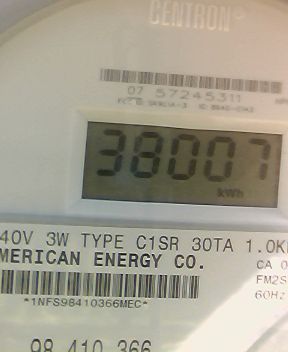 CENTRON
07 57245311
38007
kWh
40V 3W TYPE C1SR 30TA 1.0K
MERICAN ENERGY CO.
CA 0
FM2S
60Hz
*1NFS98410366MEC*
98 410 366